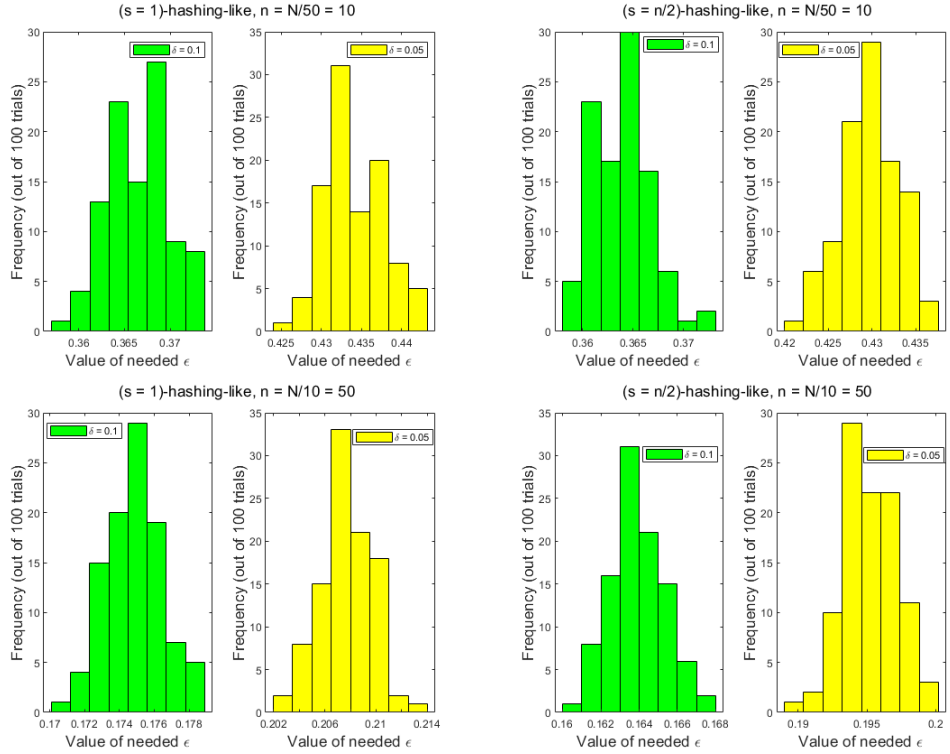 (s = 1)-hashing-like, n = N/50 = 10
35
30
25
20
15
10
5
0
Frequency (out of 100 trials)
δ = 0.1
0.36 0.365 0.37
Value of needed ϵ
35
30
25
20
15
10
5
0
Frequency (out of 100 trials)
δ = 0.05
0.425 0.43 0.435 0.44
Value of needed ϵ
(s = n/2)-hashing-like, n = N/50 = 10
30
25
20
15
10
5
0
Frequency (out of 100 trials)
δ = 0.1
0.36 0.365 0.37
Value of needed ϵ
30
25
20
15
10
5
0
Frequency (out of 100 trials)
δ = 0.05
0.42 0.425 0.43 0.435
Value of needed ϵ
(s = 1)-hashing-like, n = N/10 = 50
30
25
20
15
10
5
0
Frequency (out of 100 trials)
δ = 0.1
0.17 0.172 0.174 0.176 0.178
Value of needed ϵ
35
30
25
20
15
10
5
0
Frequency (out of 100 trials)
δ = 0.05
0.202 0.206 0.21 0.214
Value of needed ϵ
(s = n/2)-hashing-like, n = N/10 = 50
35
30
25
20
15
10
5
0
Frequency (out of 100 trials)
δ = 0.1
0.16 0.162 0.164 0.166 0.168
Value of needed ϵ
30
25
20
15
10
5
0
Frequency (out of 100 trials)
δ = 0.05
0.19 0.195 0.2
Value of needed ϵ